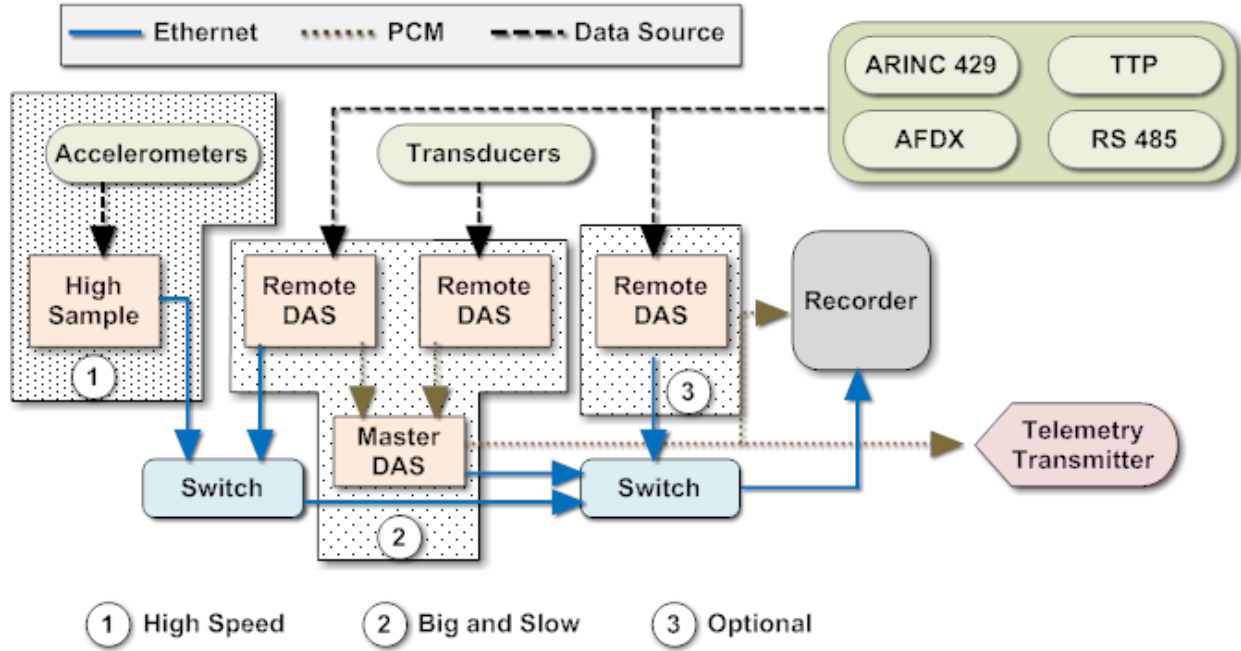 Ethernet
PCM
Data Source
ARINC 429
TTP
AFDX
RS 485
Accelerometers
Transducers
High
Sample
Remote
DAS
Remote
DAS
Remote
DAS
Recorder
1
3
Master
DAS
Telemetry
Transmitter
Switch
Switch
2
1 High Speed
2 Big and Slow
3 Optional